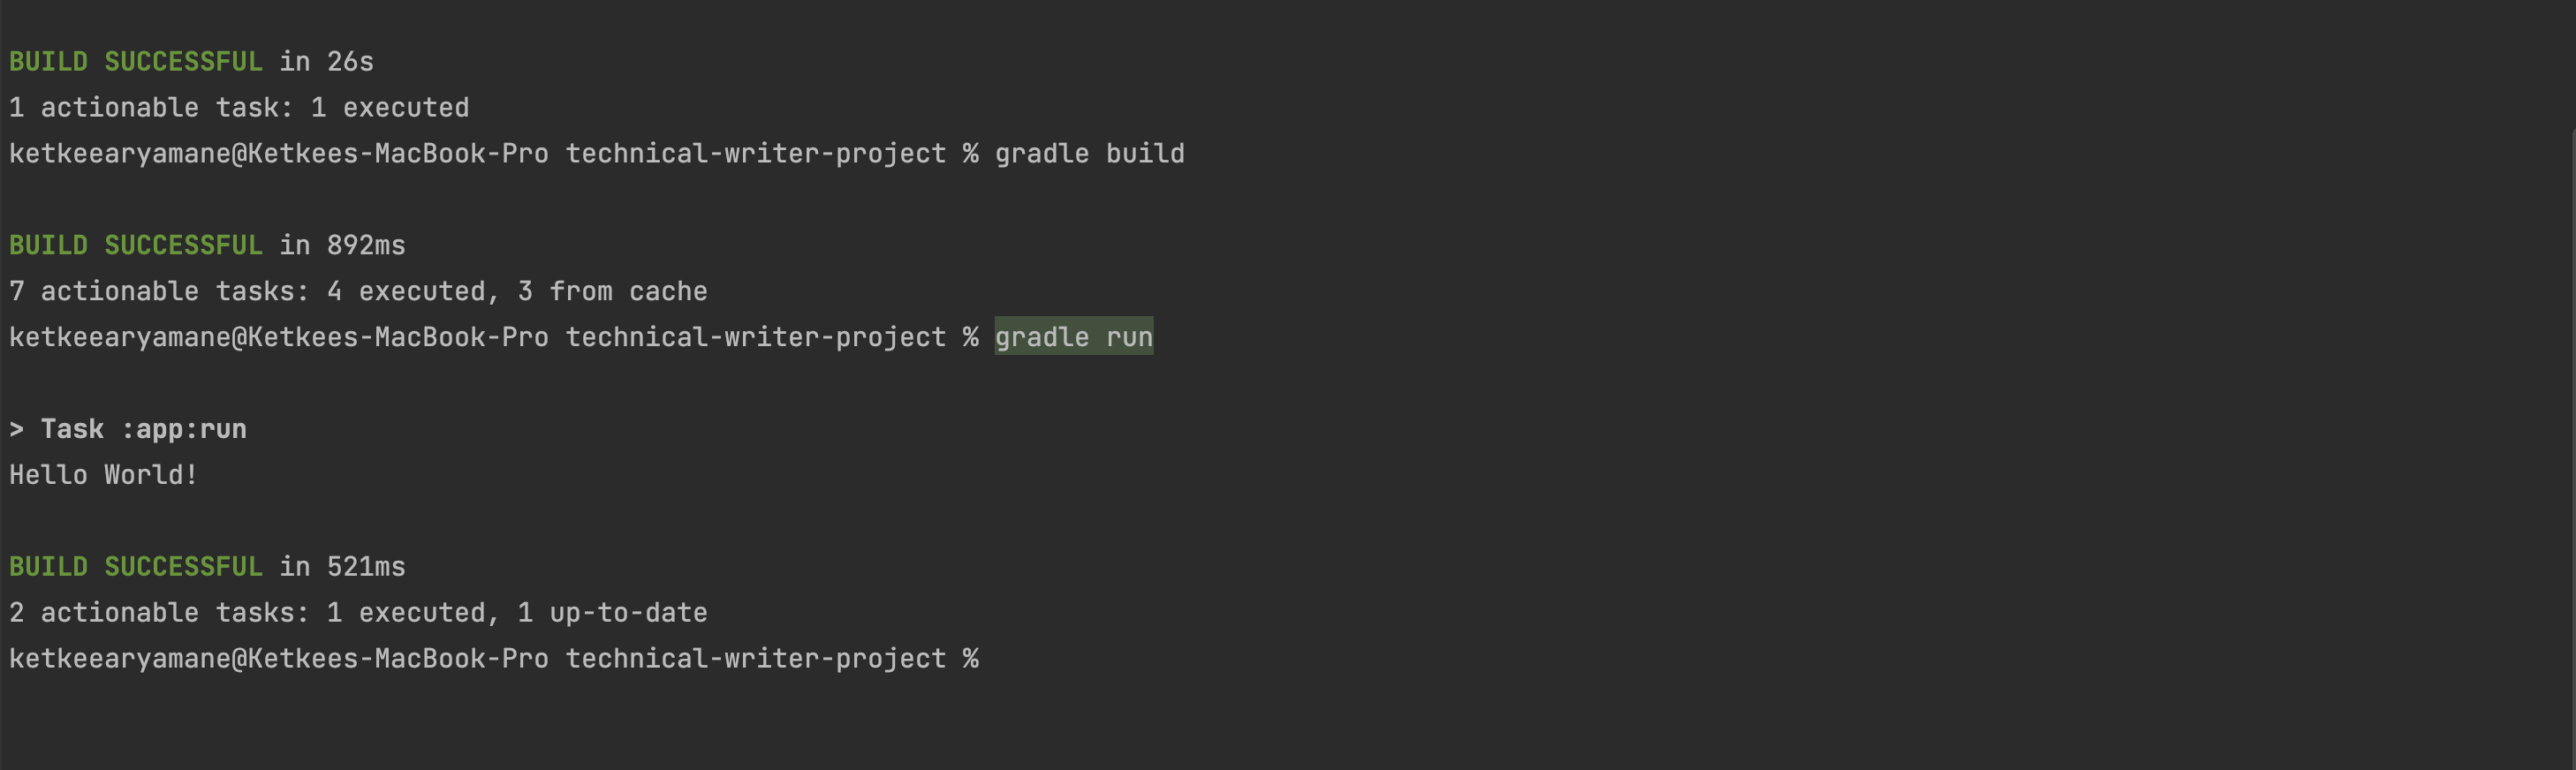 BUILD SUCCESSFUL in 26s
1 actionable task: 1 executed
ketkeearyamane@Ketkees-MacBook-Pro technical-writer-project % gradle build
BUILD SUCCESSFUL in 892ms
7 actionable tasks: 4 executed, 3 from cache
ketkeearyamane@Ketkees-MacBook-Pro technical-writer-project % gradle run
> Task :app:run
Hello World!
BUILD SUCCESSFUL in 521ms
2 actionable tasks: 1 executed, 1 up-to-date
ketkeearyamane@Ketkees-MacBook-Pro technical-writer-project %